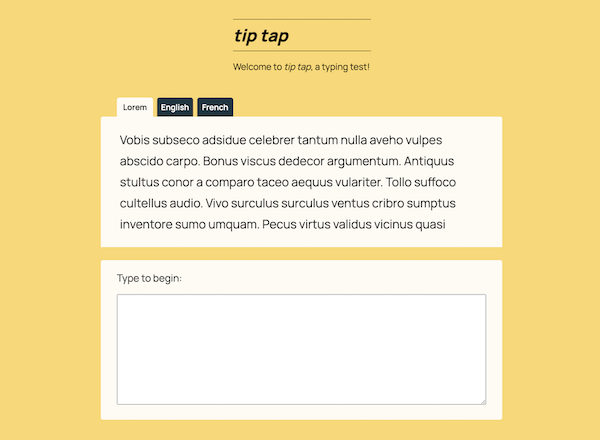 tip tap
Welcome to tip tap, a typing test!
Lorem English French
Vobis subseco adsidue celebrer tantum nulla aveho vulpes
abscido carpo. Bonus viscus dedecor argumentum. Antiquus
stultus conor a comparo taceo aequus vulariter. Tollo suffoco
cultellus audio. Vivo surculus surculus ventus cribro sumptus
inventore sumo umquam. Pecus virtus validus vicinus quasi
Type to begin: